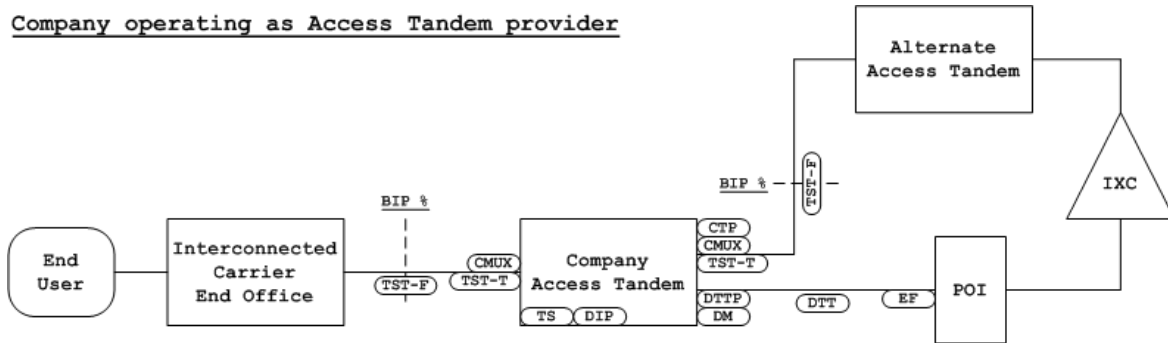 Company operating as Access Tandem provider
Alternate
Access Tandem
TST-F
BIP %
IXC
BIP %
CTP
CMUX
TST-T
End
User
Interconnected
Carrier
End Office
CMUX
TST-T
TST-F
Company
Access Tandem
POI
DTTP
DTT
EF
TS
DIP
DM